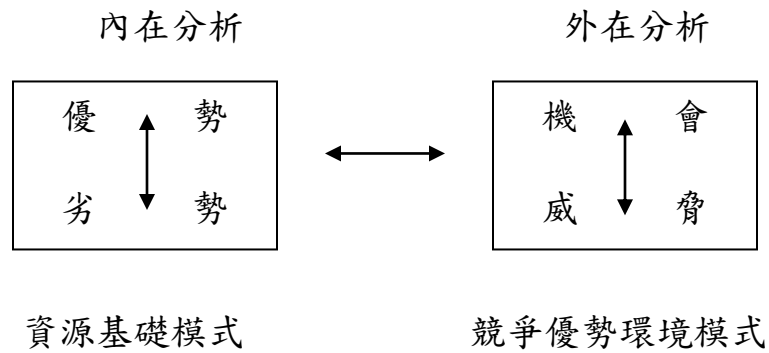 內在分析 外在分析
優 勢 機 會
劣 勢 威 脅
資源基礎模式 競爭優勢環境模式